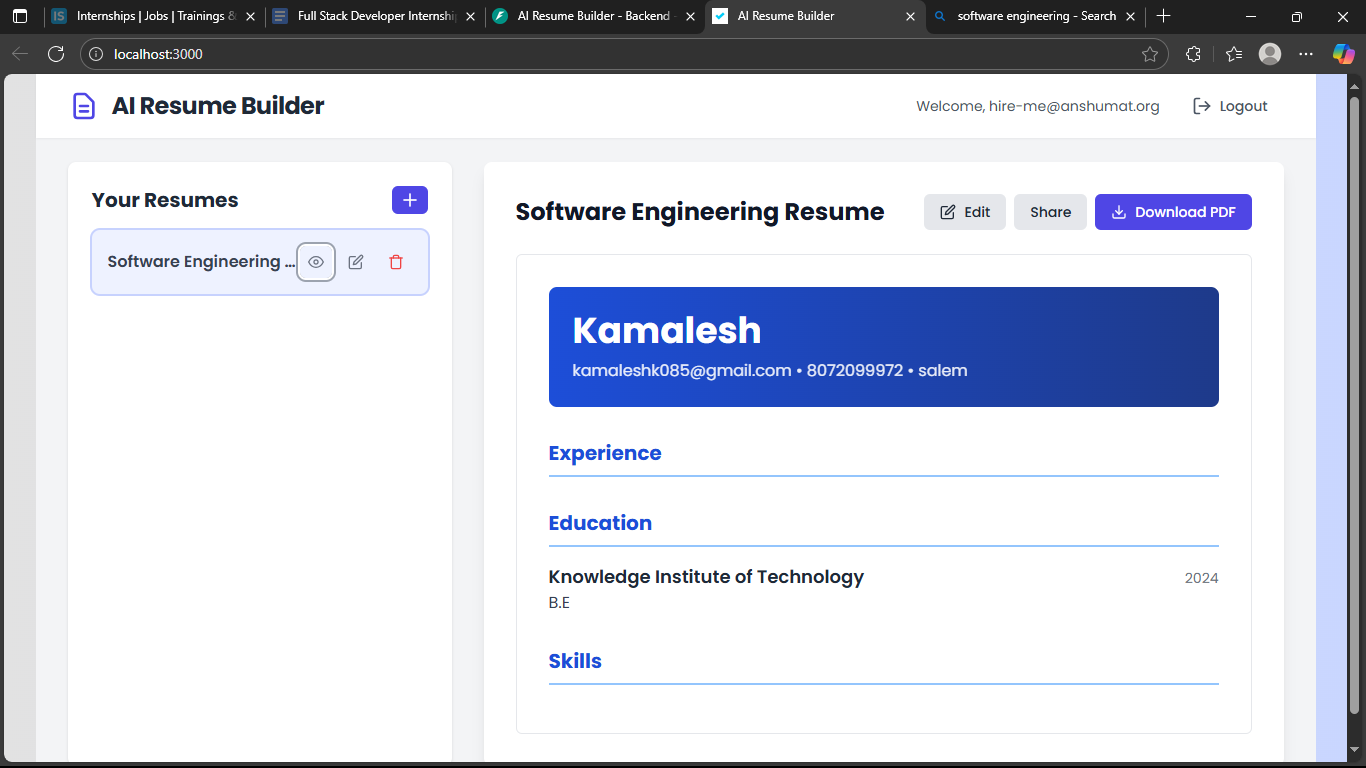 Internships | Jobs | Trainings &
Full Stack Developer Internship
AI Resume Builder - Backend -
AI Resume Builder
software engineering - Search
localhost:3000
AI Resume Builder
Welcome, hire-me@anshumat.org
Logout
Your Resumes
Software Engineering ...
Software Engineering Resume
Edit
Share
Download PDF
Kamalesh
kamaleshk085@gmail.com • 8072099972 • salem
Experience
Education
Knowledge Institute of Technology 2024
B.E
Skills